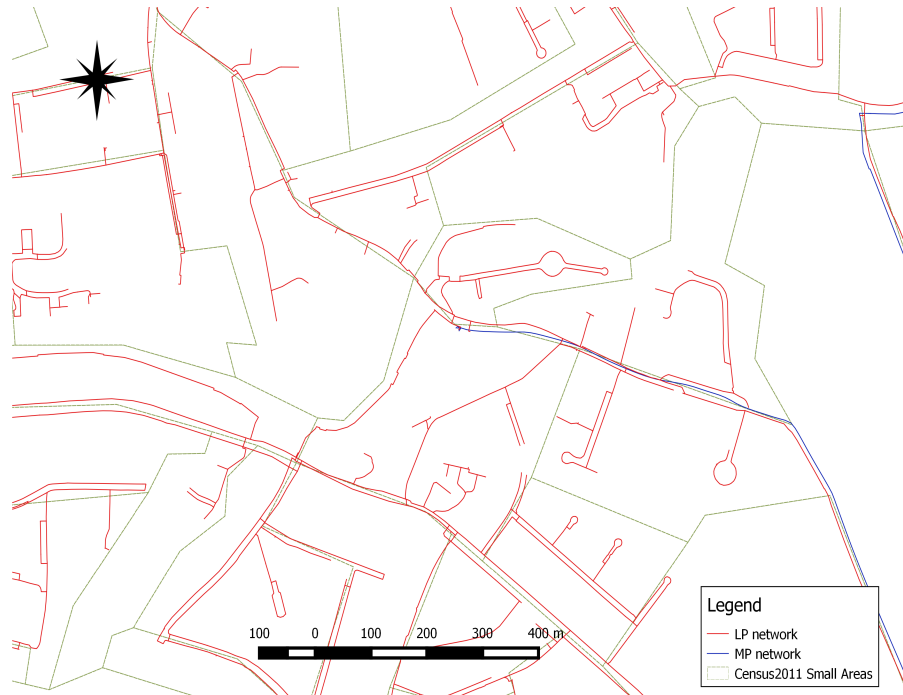 100 0 100 200 300 400 m
Legend
LP network
MP network
Census2011 Small Areas